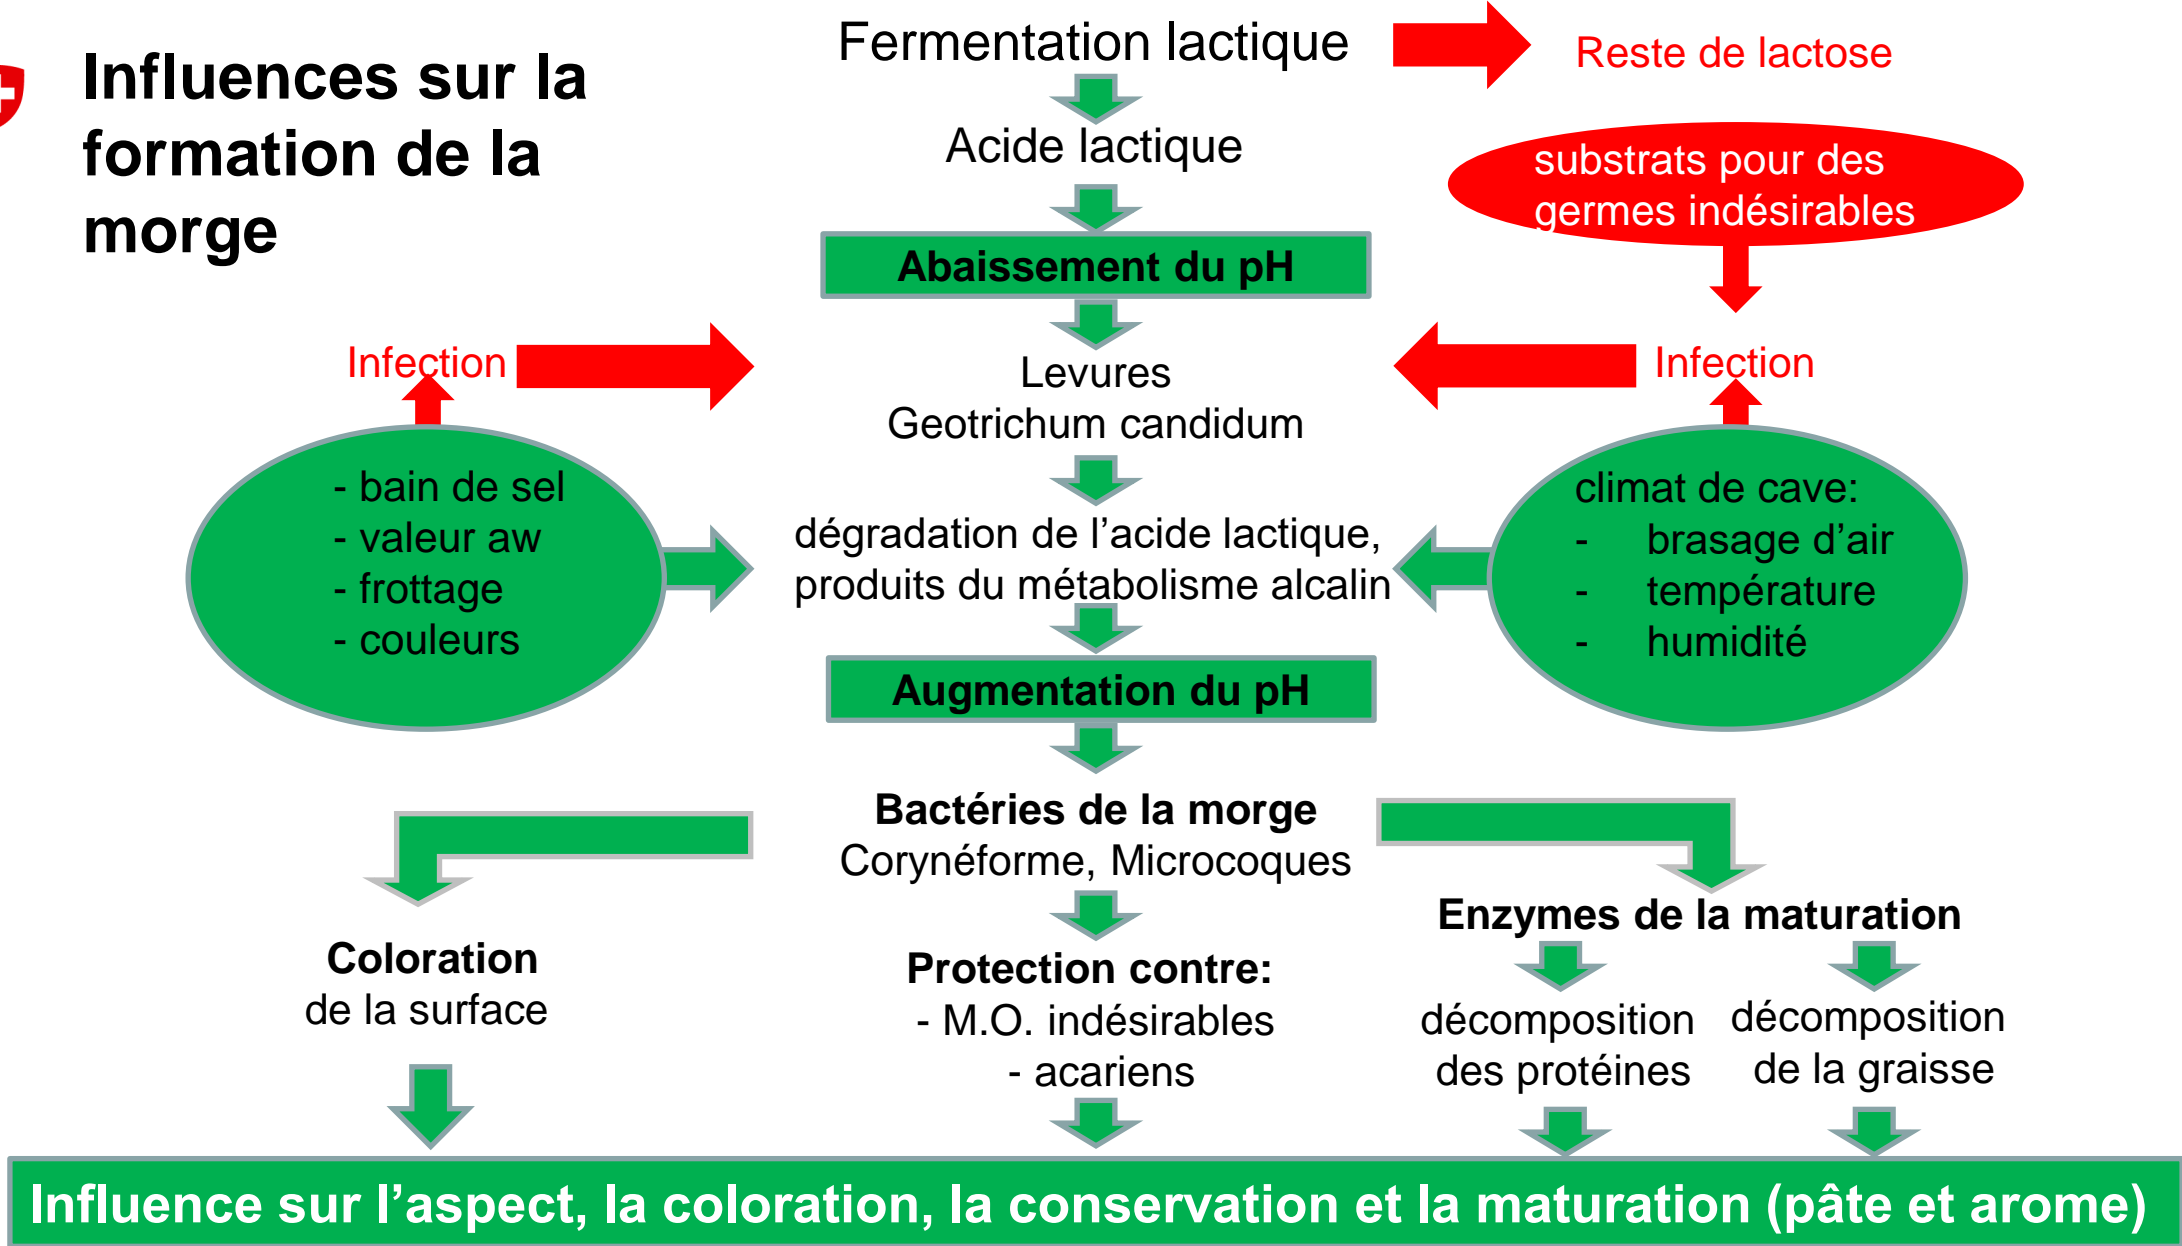 Influences sur la
formation de la
morge
Fermentation lactique
Reste de lactose
Acide lactique
substrats pour des
germes indésirables
Abaissement du pH
Infection
Levures
Geotrichum candidum
Infection
- bain de sel
- valeur aw
- frottage
- couleurs
dégradation de l’acide lactique,
produits du métabolisme alcalin
climat de cave:
- brasage d’air
- température
- humidité
Augmentation du pH
Bactéries de la morge
Corynéforme, Microcoques
Coloration
de la surface
Protection contre:
- M.O. indésirables
- acariens
Enzymes de la maturation
décomposition
des protéines
décomposition
de la graisse
Influence sur l’aspect, la coloration, la conservation et la maturation (pâte et arome)